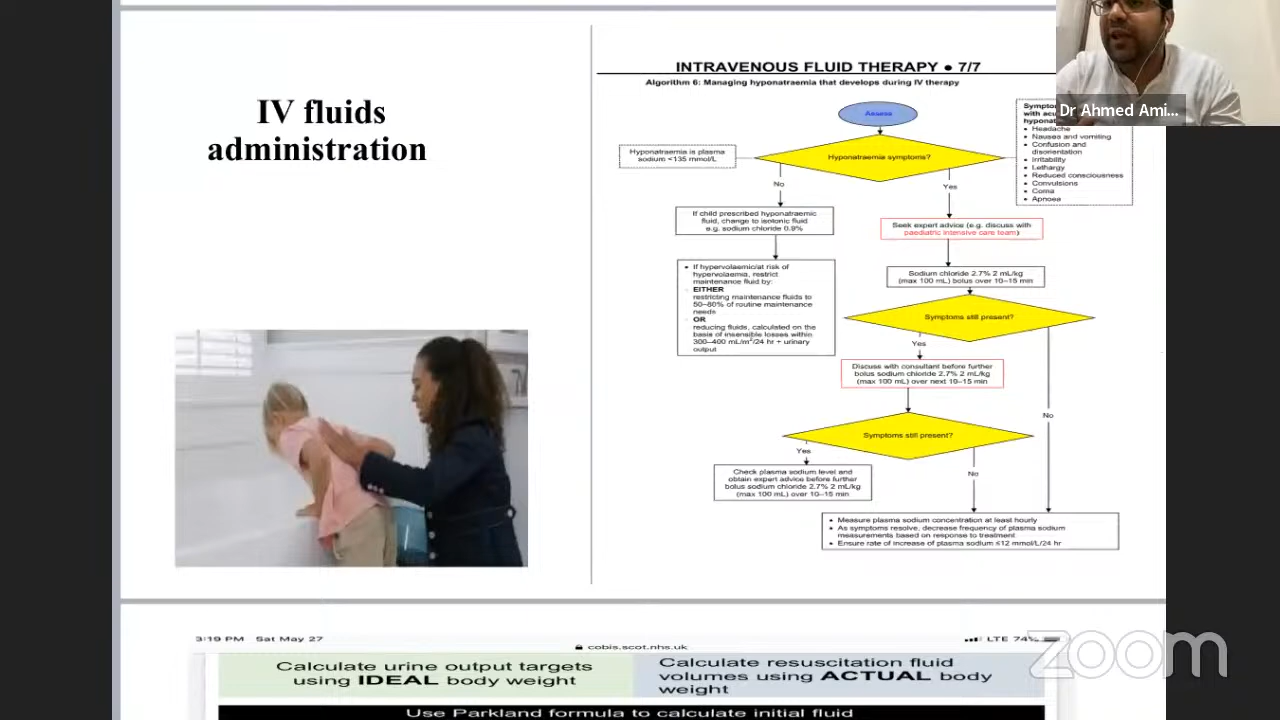 IV fluids
administration
INTRAVENOUS FLUID THERAPY ● 7/7
Algorithm 6: Managing hyponatraemia that develops during IV therapy
Assess
Hyponatraemia is plasma
sodium <135 mmol/L
Hyponatraemia symptoms?
with acu
hypona
• Headache
• Nausea and vomiting
• Confusion and
disorientation
• Irritability
• Lethargy
• Reduced consciousness
• Convulsions
• Coma
• Apnoea
Dr Ahmed Ami...
No
Yes
If child prescribed hyponatraemic
fluid, change to isotonic fluid
e.g. sodium chloride 0.9%
Seek expert advice (e.g. discuss with
paediatric intensive care team)
• If hypervolaemic/at risk of
hypervolaemia, restrict
maintenance fluid by:
EITHER
restricting maintenance fluids to
50–80% of routine maintenance
needs
OR
reducing fluids, calculated on the
basis of insensible losses within
300–400 mL/m²/24 hr + urinary
output
Sodium chloride 2.7% 2 mL/kg
(max 100 mL) bolus over 10–15 min
Symptoms still present?
Yes
Discuss with consultant before further
bolus sodium chloride 2.7% 2 mL/kg
(max 100 mL) over next 10–15 min
No
Symptoms still present?
Yes
No
Check plasma sodium level and
obtain expert advice before further
bolus sodium chloride 2.7% 2 mL/kg
(max 100 mL) over 10–15 min
• Measure plasma sodium concentration at least hourly
• As symptoms resolve, decrease frequency of plasma sodium
measurements based on response to treatment
• Ensure rate of increase of plasma sodium ≤12 mmol/L/24 hr
3:19 PM Sat May 27
LTE 74%
cobis.scot.nhs.uk
Calculate urine output targets
using IDEAL body weight
Calculate resuscitation fluid
volumes using ACTUAL body
weight
Use Parkland formula to calculate initial fluid
zoom